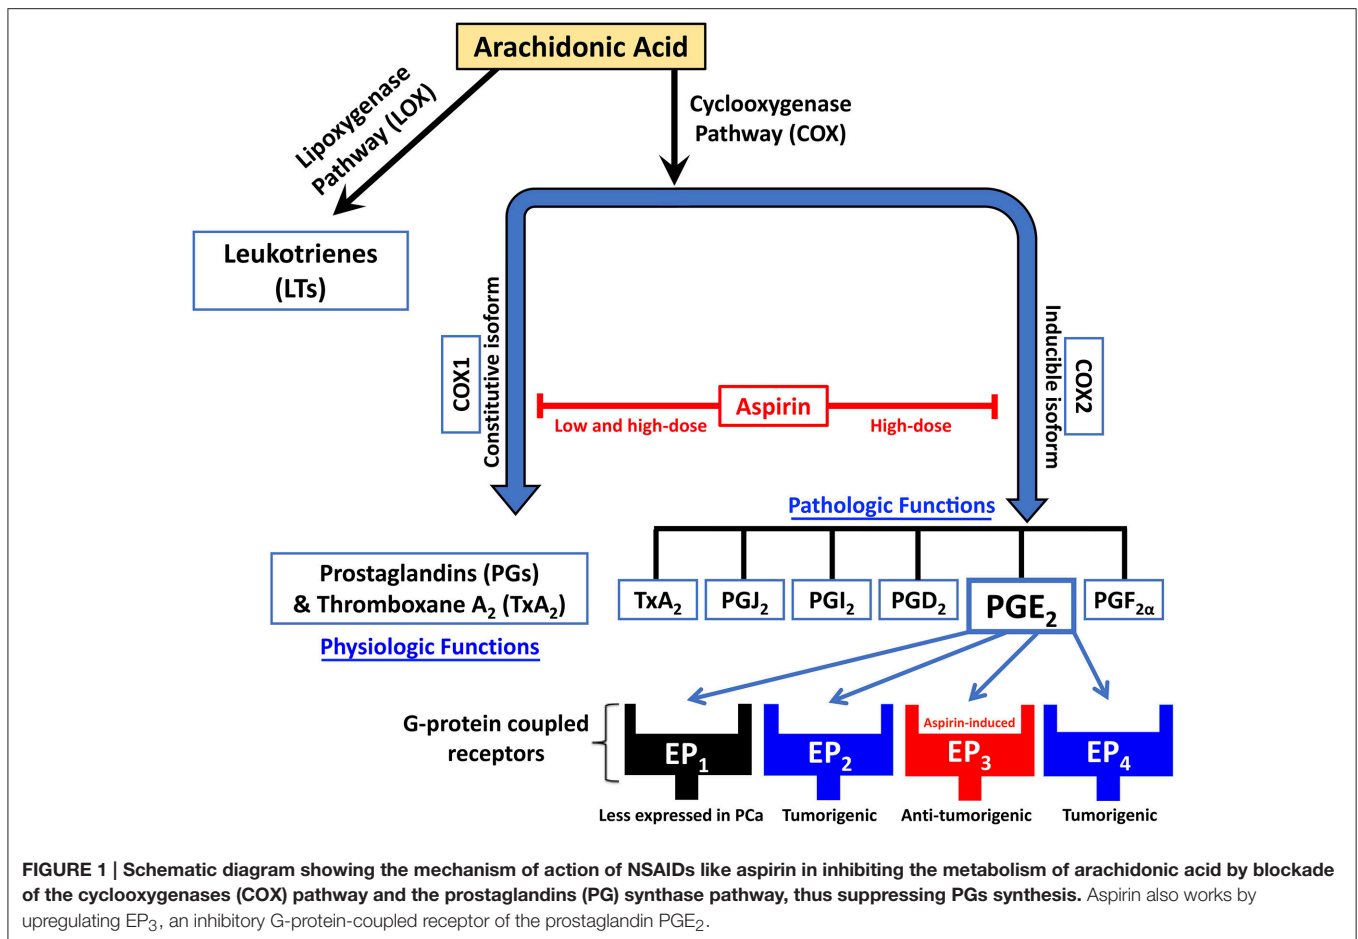 Arachidonic Acid
Lipoxygenase
Pathway (LOX)
Cyclooxygenase
Pathway (COX)
Leukotrienes
(LTs)
COX1
Constitutive isoform
Inducible isoform
COX2
Aspirin
Low and high-dose
High-dose
Pathologic Functions
Prostaglandins (PGs)
& Thromboxane A₂ (TxA₂)
Physiologic Functions
TxA₂
PGJ₂
PGI₂
PGD₂
PGE₂
PGF₂α
G-protein coupled
receptors
EP₁
EP₂
Aspirin-induced
EP₃
EP₄
Less expressed in PCa
Tumorigenic
Anti-tumorigenic
Tumorigenic
FIGURE 1 | Schematic diagram showing the mechanism of action of NSAIDs like aspirin in inhibiting the metabolism of arachidonic acid by blockade
of the cyclooxygenases (COX) pathway and the prostaglandins (PG) synthase pathway, thus suppressing PGs synthesis. Aspirin also works by
upregulating EP₃, an inhibitory G-protein-coupled receptor of the prostaglandin PGE₂.